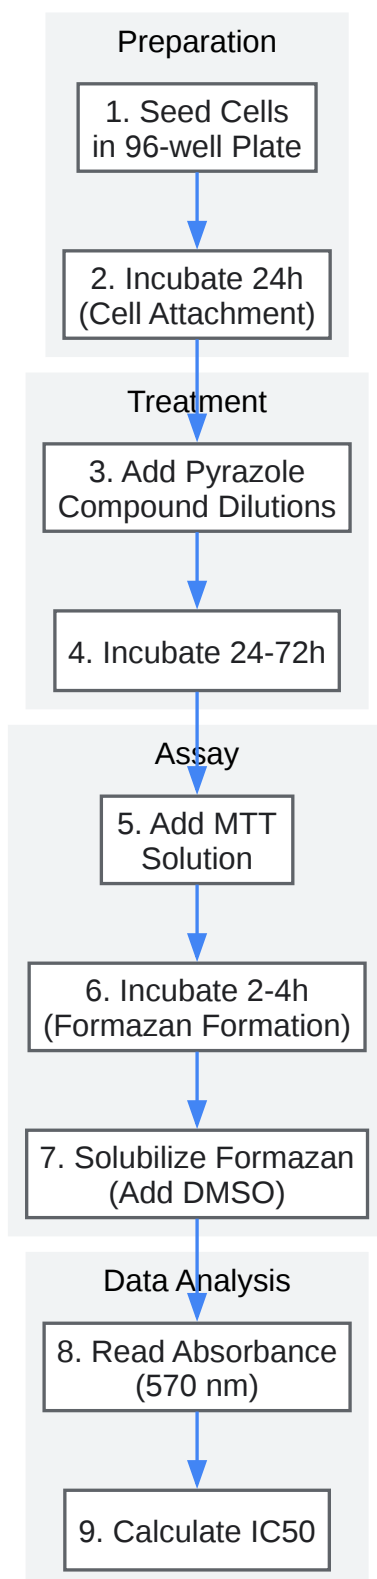 Preparation
1. Seed Cells
in 96-well Plate
2. Incubate 24h
(Cell Attachment)
Treatment
3. Add Pyrazole
Compound Dilutions
4. Incubate 24-72h
Assay
5. Add MTT
Solution
6. Incubate 2-4h
(Formazan Formation)
7. Solubilize Formazan
(Add DMSO)
Data Analysis
8. Read Absorbance
(570 nm)
9. Calculate IC50